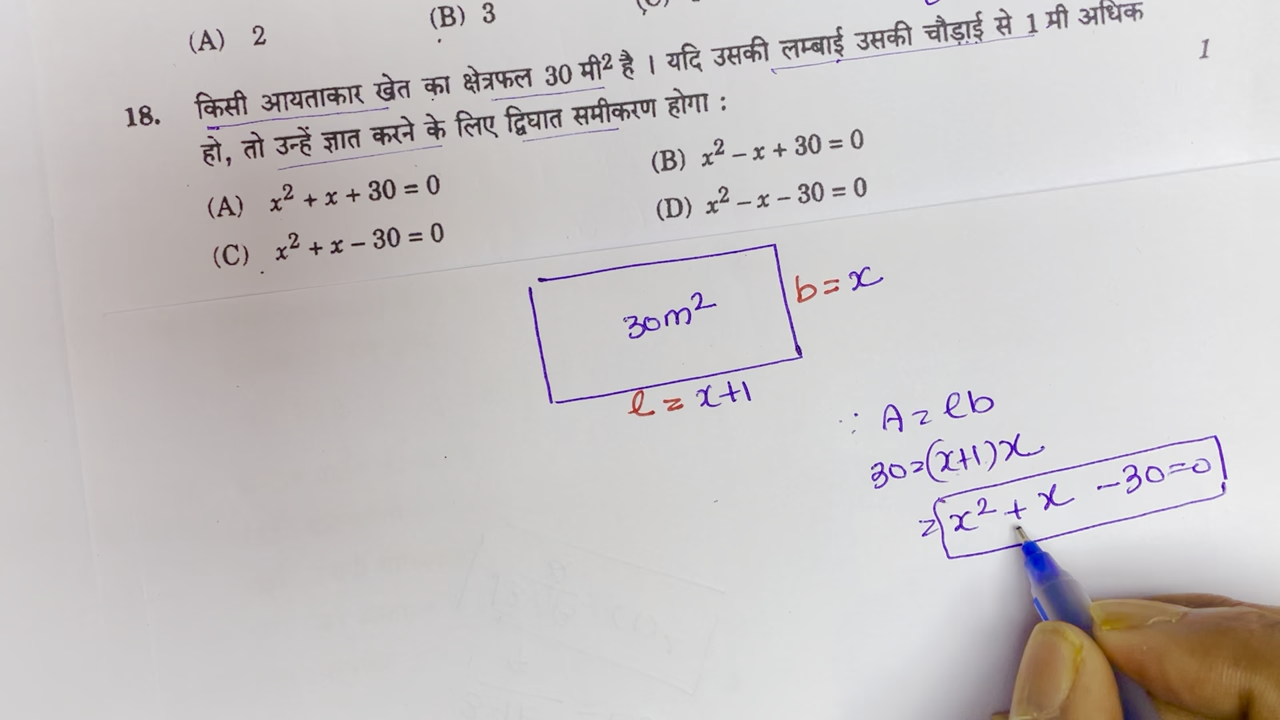 (A) 2
(B) 3
18. किसी आयताकार खेत का क्षेत्रफल 30 मी² है । यदि उसकी लम्बाई उसकी चौड़ाई से 1 मी अधिक 1
हो, तो उन्हें ज्ञात करने के लिए द्विघात समीकरण होगा :
(A) x² + x + 30 = 0
(B) x² – x + 30 = 0
(C) x² + x – 30 = 0
(D) x² – x – 30 = 0
30m²
b = x
l = x+1
∵ A = lb
30 = (x+1)x
= x² + x - 30 = 0